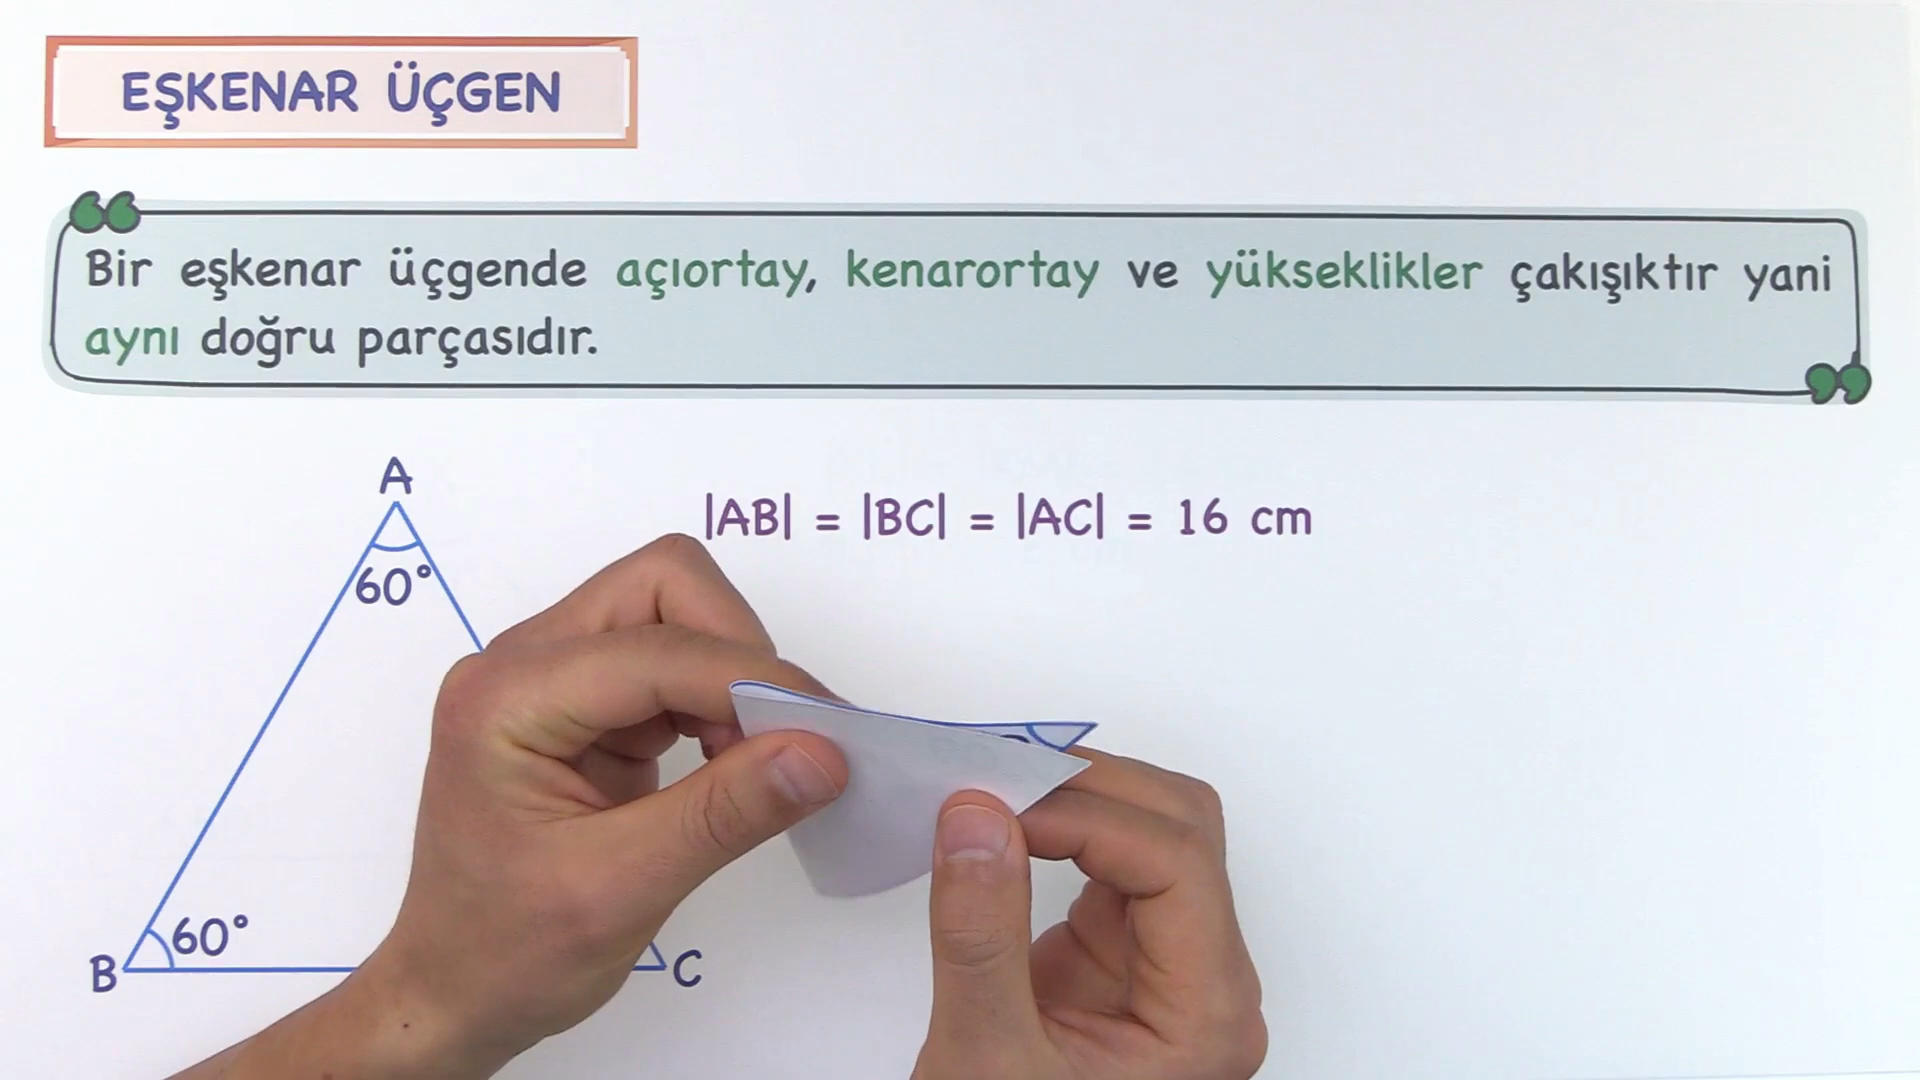 EŞKENAR ÜÇGEN
Bir eşkenar üçgende açıortay, kenarortay ve yükseklikler çakışıktır yani
aynı doğru parçasıdır.
A
|AB| = |BC| = |AC| = 16 cm
60°
60°
B
C